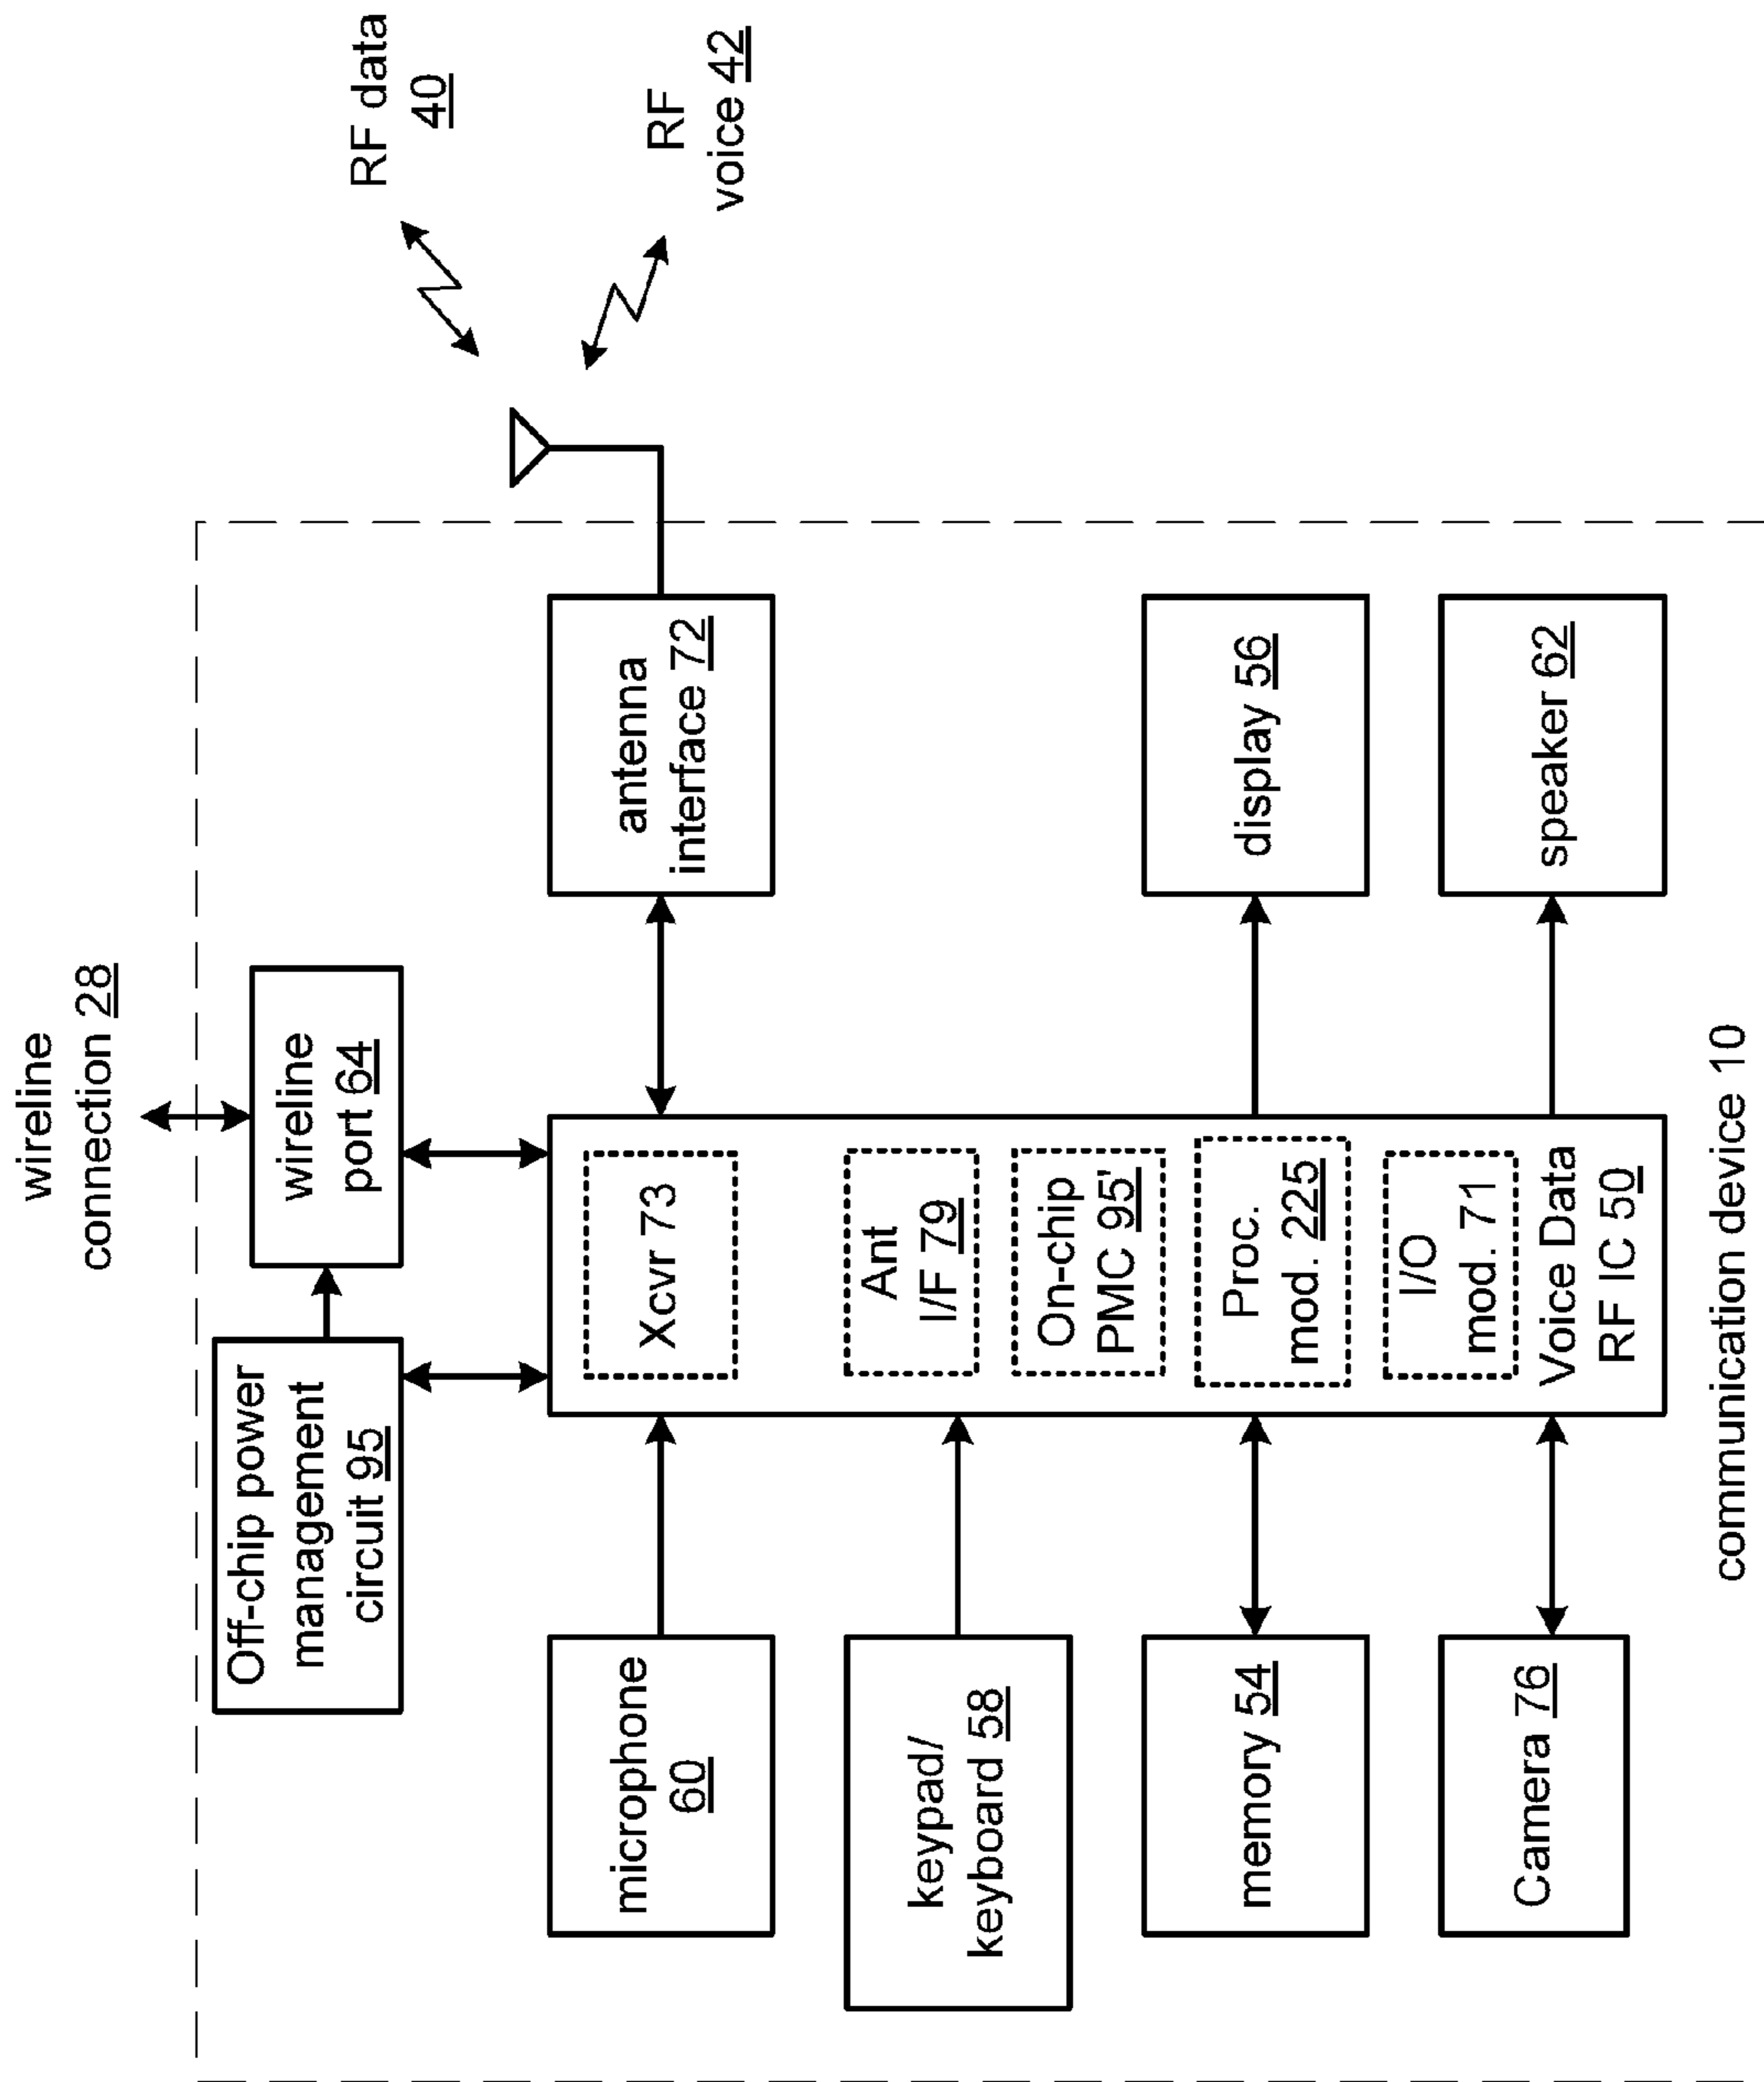 wireline
connection 28
RF data
40
RF
voice 42
Off-chip power
management
circuit 95
wireline
port 64
microphone
60
Xcvr 73
antenna
interface 72
keypad/
keyboard 58
Ant
I/F 79
On-chip
PMC 95'
memory 54
Proc.
mod. 225
display 56
Camera 76
I/O
mod. 71
Voice Data
RF IC 50
speaker 62
communication device 10